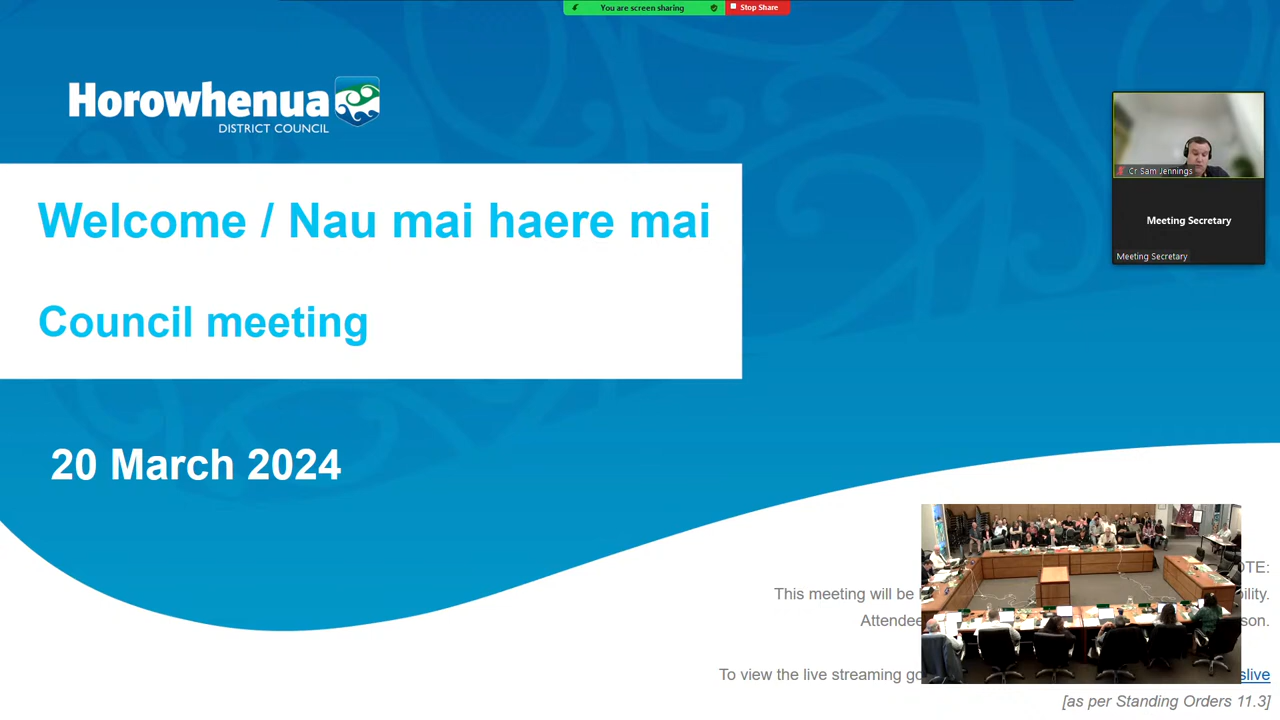 You are screen sharing
Stop Share
Horowhenua
DISTRICT COUNCIL
Cr Sam Jennings
Welcome / Nau mai haere mai
Meeting Secretary
Meeting Secretary
Council meeting
20 March 2024
OTE:
This meeting will be
Attendee
To view the live streaming
slive
[as per Standing Orders 11.3]